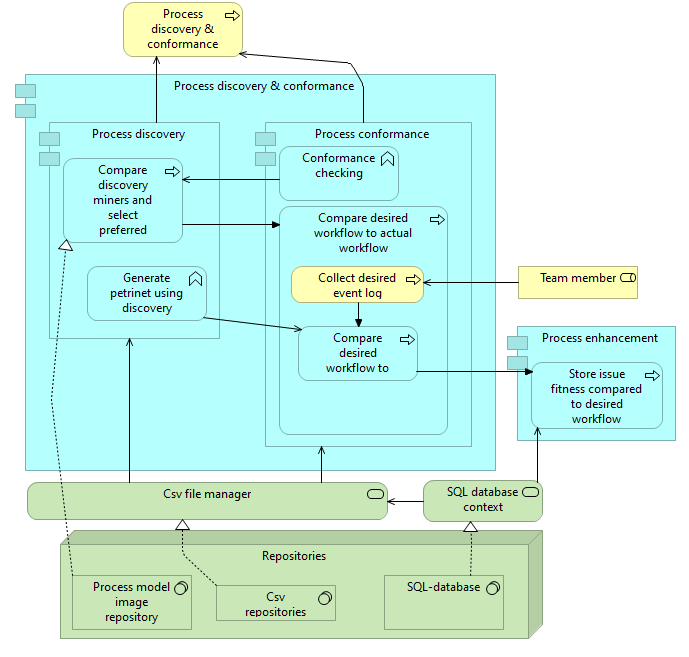 Process
discovery &
conformance
Process discovery & conformance
Process discovery
Compare
discovery
miners and
select
preferred
Generate
petrinet using
discovery
Process conformance
Conformance
checking
Compare desired
workflow to actual
workflow
Collect desired
event log
Compare
desired
workflow to
Team member
Process enhancement
Store issue
fitness compared
to desired
workflow
Csv file manager
SQL database
context
Repositories
Process model
image
repository
Csv
repositories
SQL-database